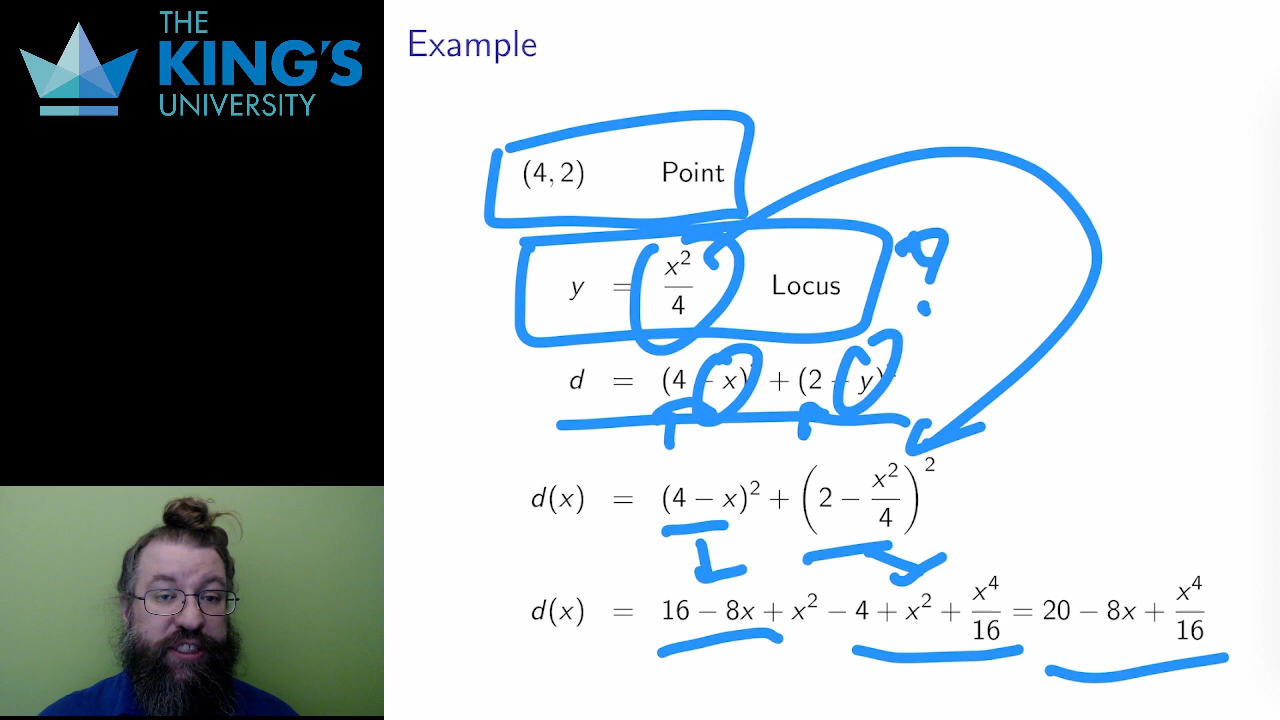 THE
KING'S
UNIVERSITY
Example
(4, 2) Point
y = x²/4 Locus
?
d = (4 − x)² + (2 − y)²
d(x) = (4 − x)² + (2 − x²/4)²
d(x) = 16 − 8x + x² − 4 + x² + x⁴/16 = 20 − 8x + x⁴/16